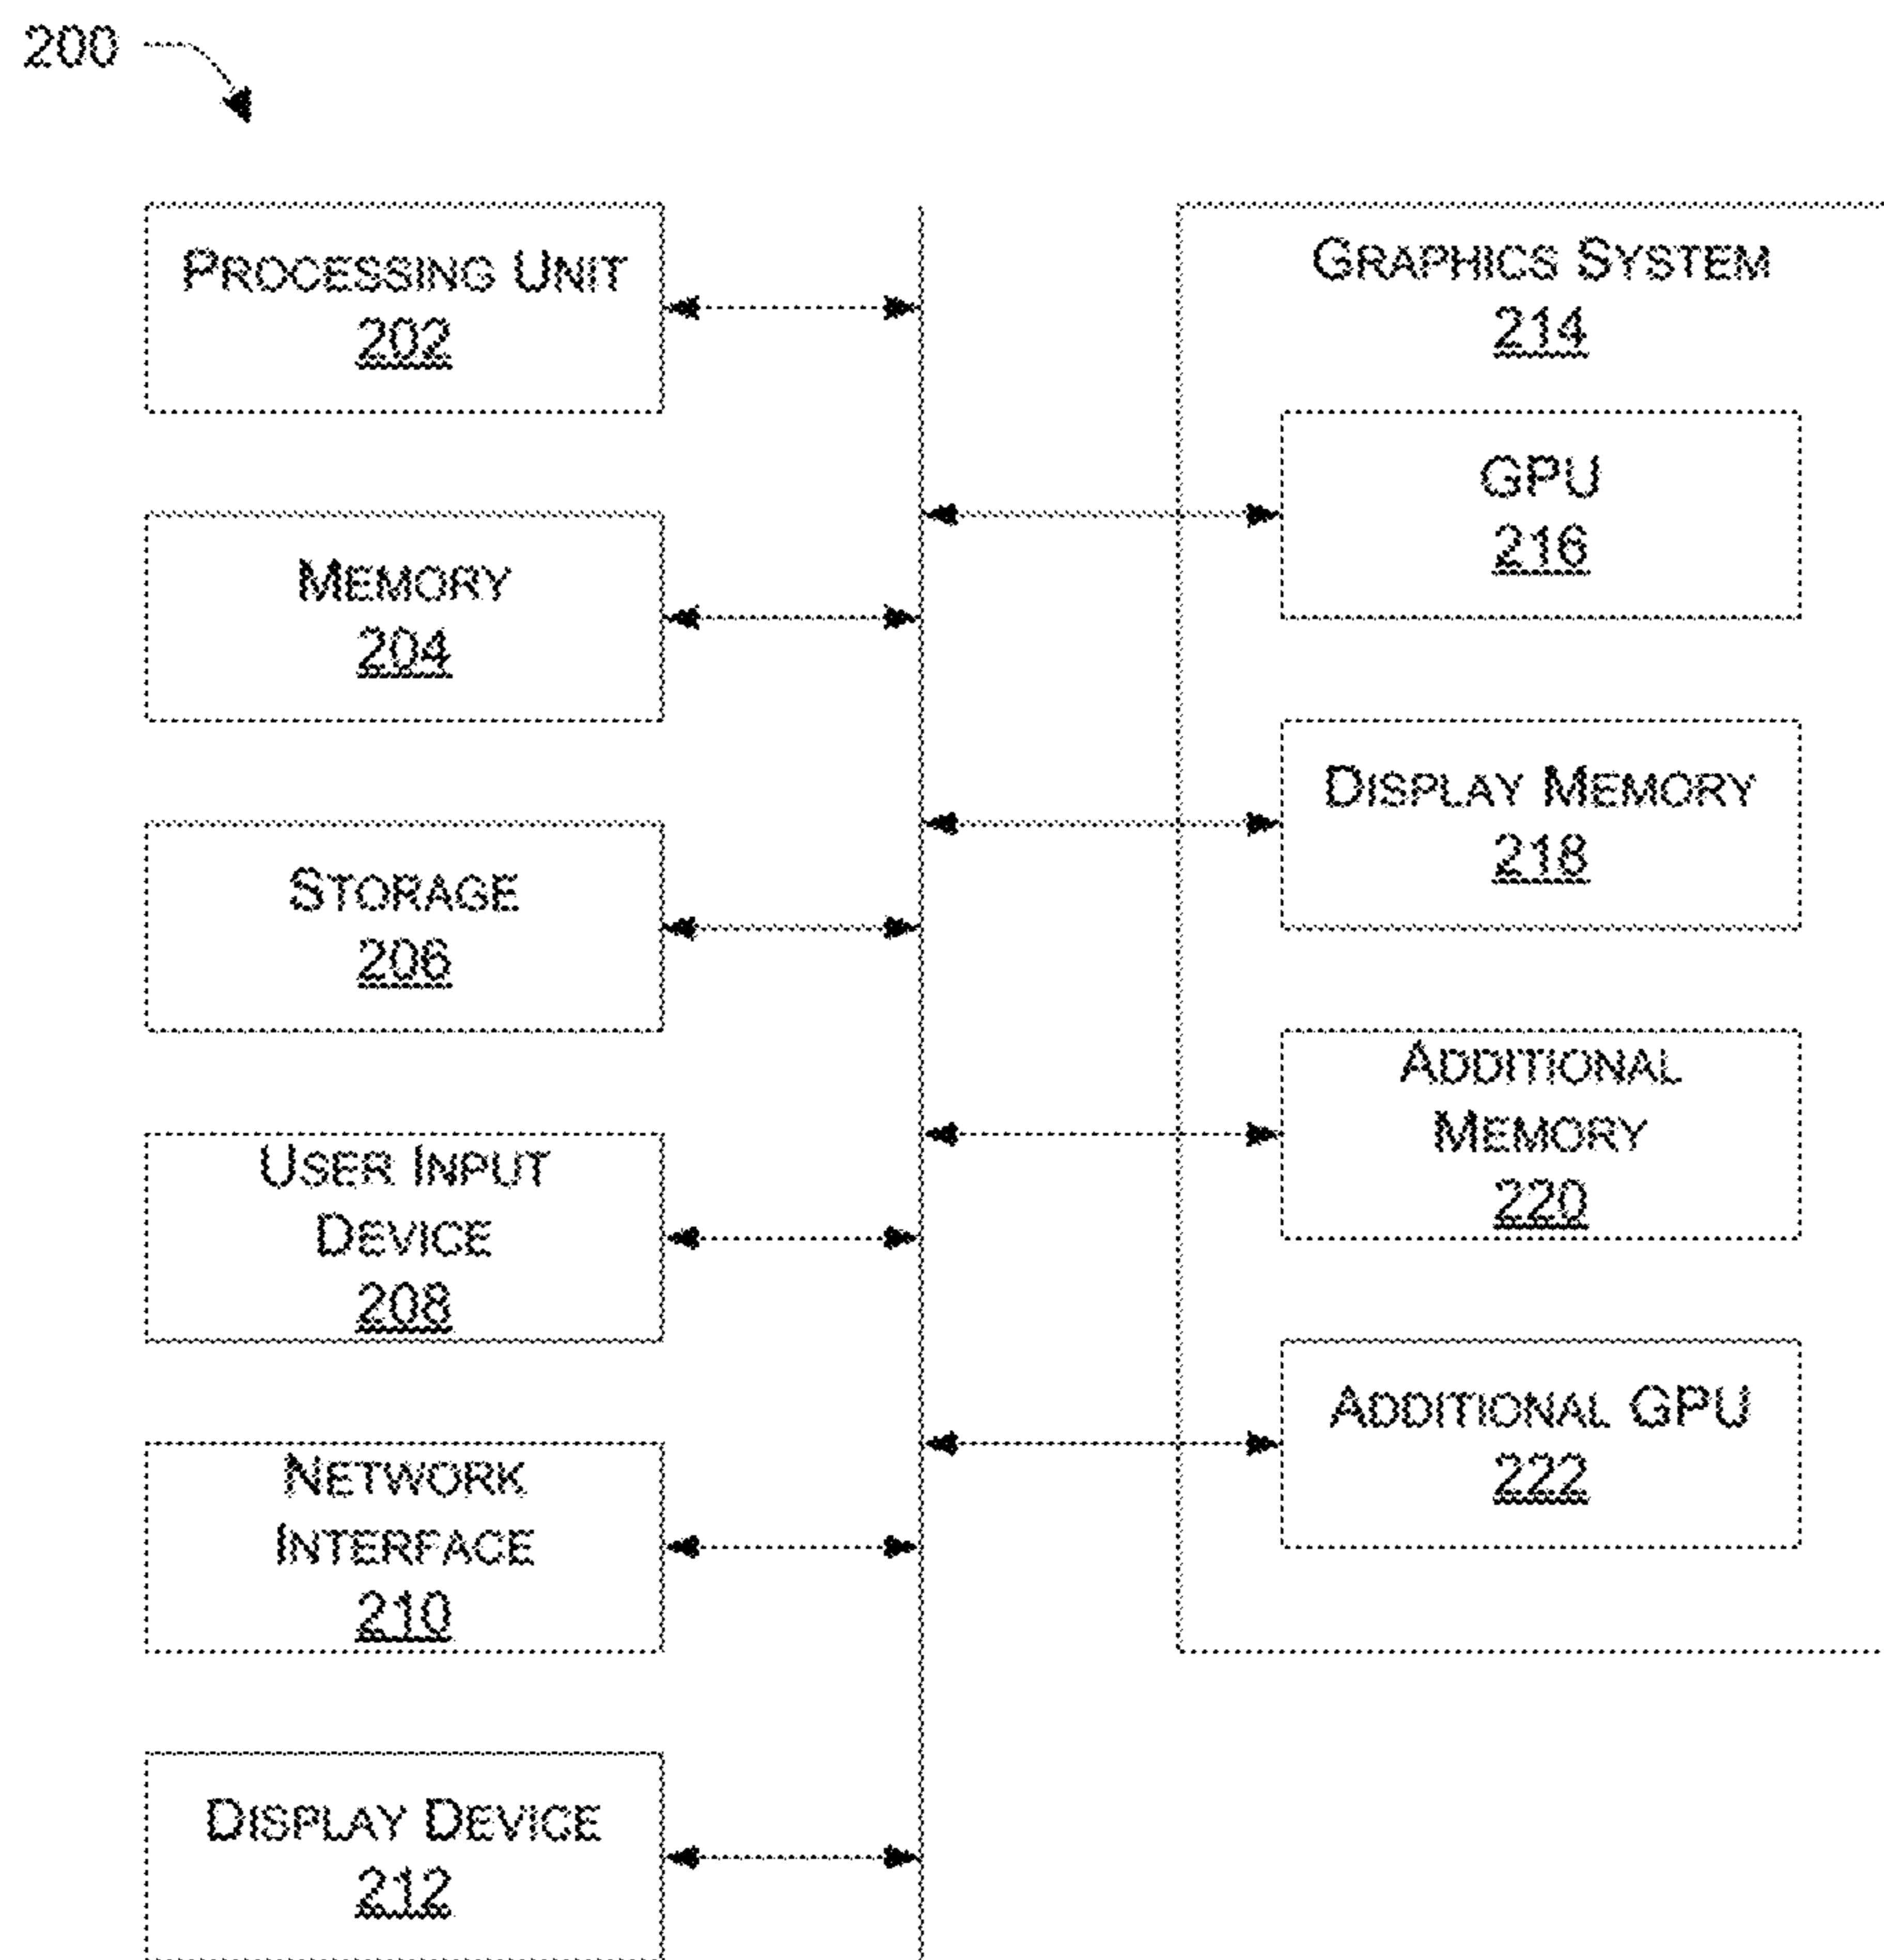 200
PROCESSING UNIT
202
MEMORY
204
STORAGE
206
USER INPUT
DEVICE
208
NETWORK
INTERFACE
210
DISPLAY DEVICE
212
GRAPHICS SYSTEM
214
GPU
216
DISPLAY MEMORY
218
ADDITIONAL
MEMORY
220
ADDITIONAL GPU
222